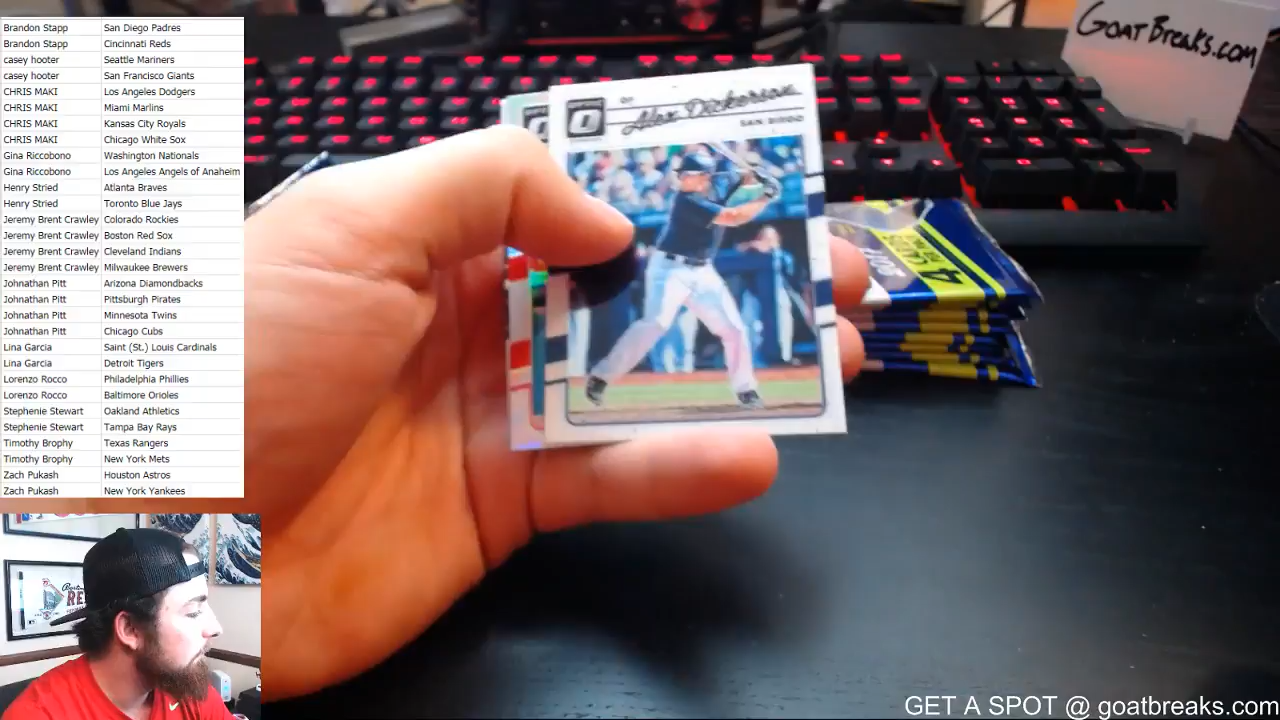 Brandon Stapp San Diego Padres
Brandon Stapp Cincinnati Reds
casey hooter Seattle Mariners
casey hooter San Francisco Giants
CHRIS MAKI Los Angeles Dodgers
CHRIS MAKI Miami Marlins
CHRIS MAKI Kansas City Royals
CHRIS MAKI Chicago White Sox
Gina Riccobono Washington Nationals
Gina Riccobono Los Angeles Angels of Anaheim
Henry Stried Atlanta Braves
Henry Stried Toronto Blue Jays
Jeremy Brent Crawley Colorado Rockies
Jeremy Brent Crawley Boston Red Sox
Jeremy Brent Crawley Cleveland Indians
Jeremy Brent Crawley Milwaukee Brewers
Johnathan Pitt Arizona Diamondbacks
Johnathan Pitt Pittsburgh Pirates
Johnathan Pitt Minnesota Twins
Johnathan Pitt Chicago Cubs
Lina Garcia Saint (St.) Louis Cardinals
Lina Garcia Detroit Tigers
Lorenzo Rocco Philadelphia Phillies
Lorenzo Rocco Baltimore Orioles
Stephenie Stewart Oakland Athletics
Stephenie Stewart Tampa Bay Rays
Timothy Brophy Texas Rangers
Timothy Brophy New York Mets
Zach Pukash Houston Astros
Zach Pukash New York Yankees
GoatBreaks.com
OF Alex Dickerson
SAN DIEGO
4
GET A SPOT @ goatbreaks.com